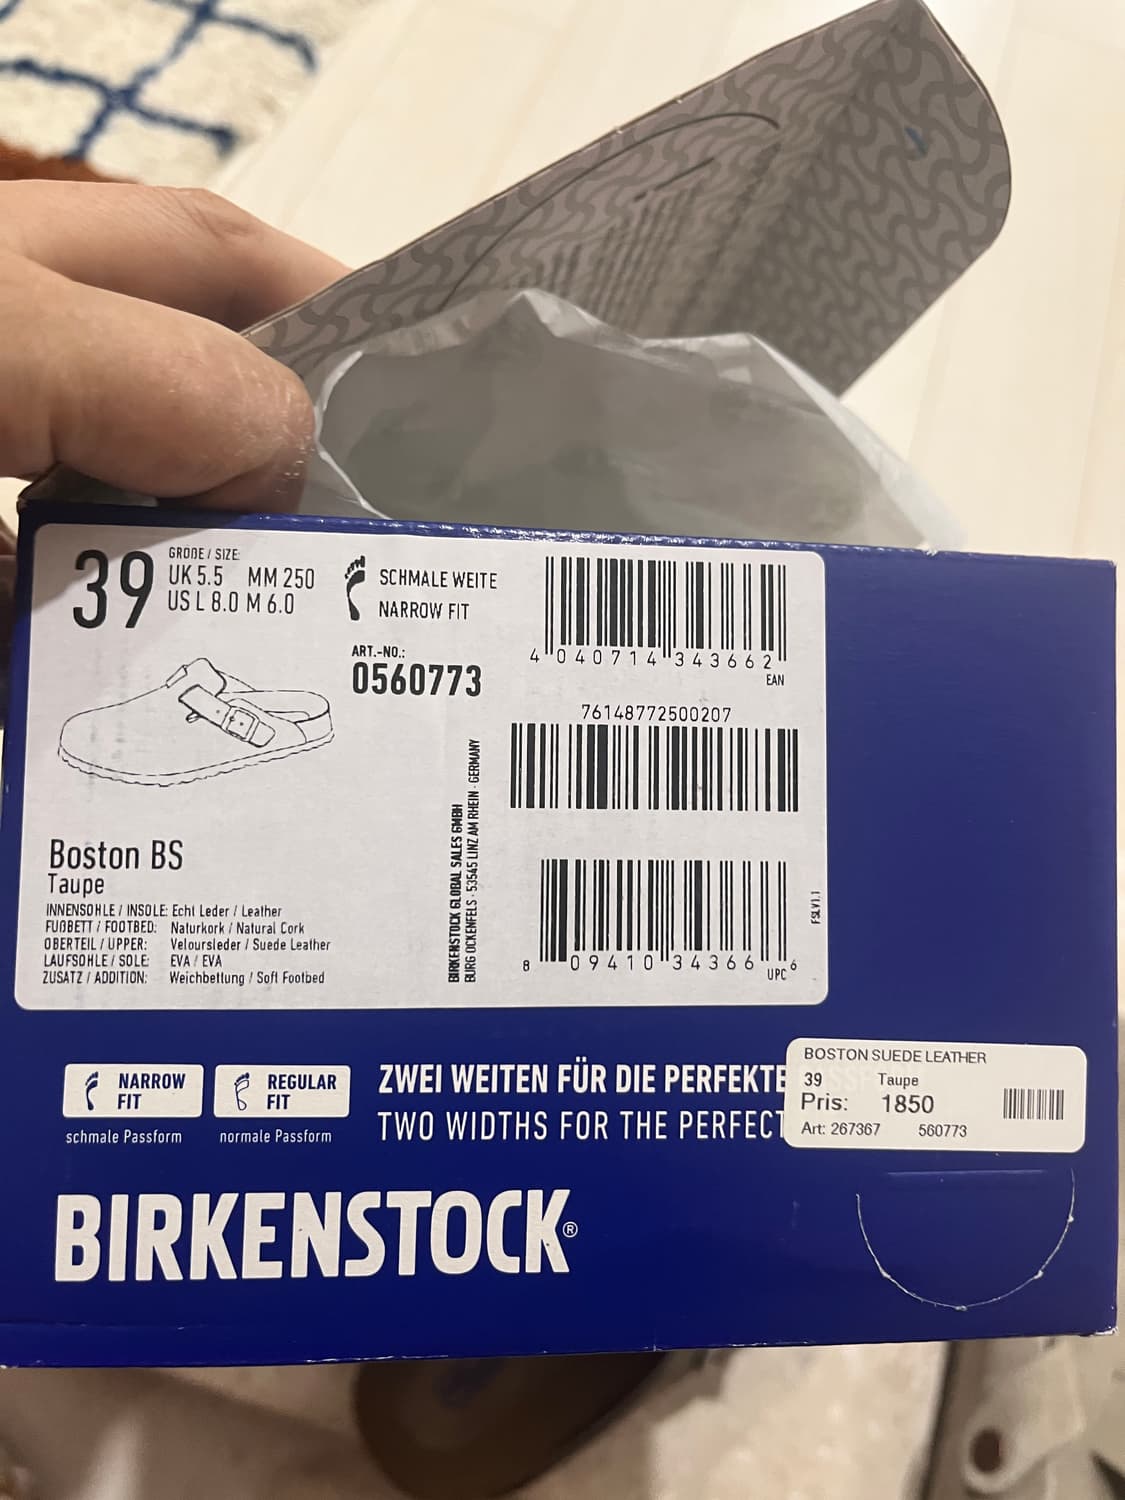 39
GRÖßE / SIZE:
UK 5.5 MM 250
US L 8.0 M 6.0
SCHMALE WEITE
NARROW FIT
ART.-NO.:
0560773
4 040714 343662
EAN
76148772500207
8 09410 34366 6
UPC
FSLV1.1
BIRKENSTOCK GLOBAL SALES GMBH
BURG OCKENFELS · 53545 LINZ AM RHEIN · GERMANY
Boston BS
Taupe
INNENSOHLE / INSOLE: Echt Leder / Leather
FUßBETT / FOOTBED: Naturkork / Natural Cork
OBERTEIL / UPPER: Veloursleder / Suede Leather
LAUFSOHLE / SOLE: EVA / EVA
ZUSATZ / ADDITION: Weichbettung / Soft Footbed
NARROW
FIT
schmale Passform
REGULAR
FIT
normale Passform
ZWEI WEITEN FÜR DIE PERFEKTE
TWO WIDTHS FOR THE PERFECT
BOSTON SUEDE LEATHER
39 Taupe
Pris: 1850
Art: 267367 560773
BIRKENSTOCK®